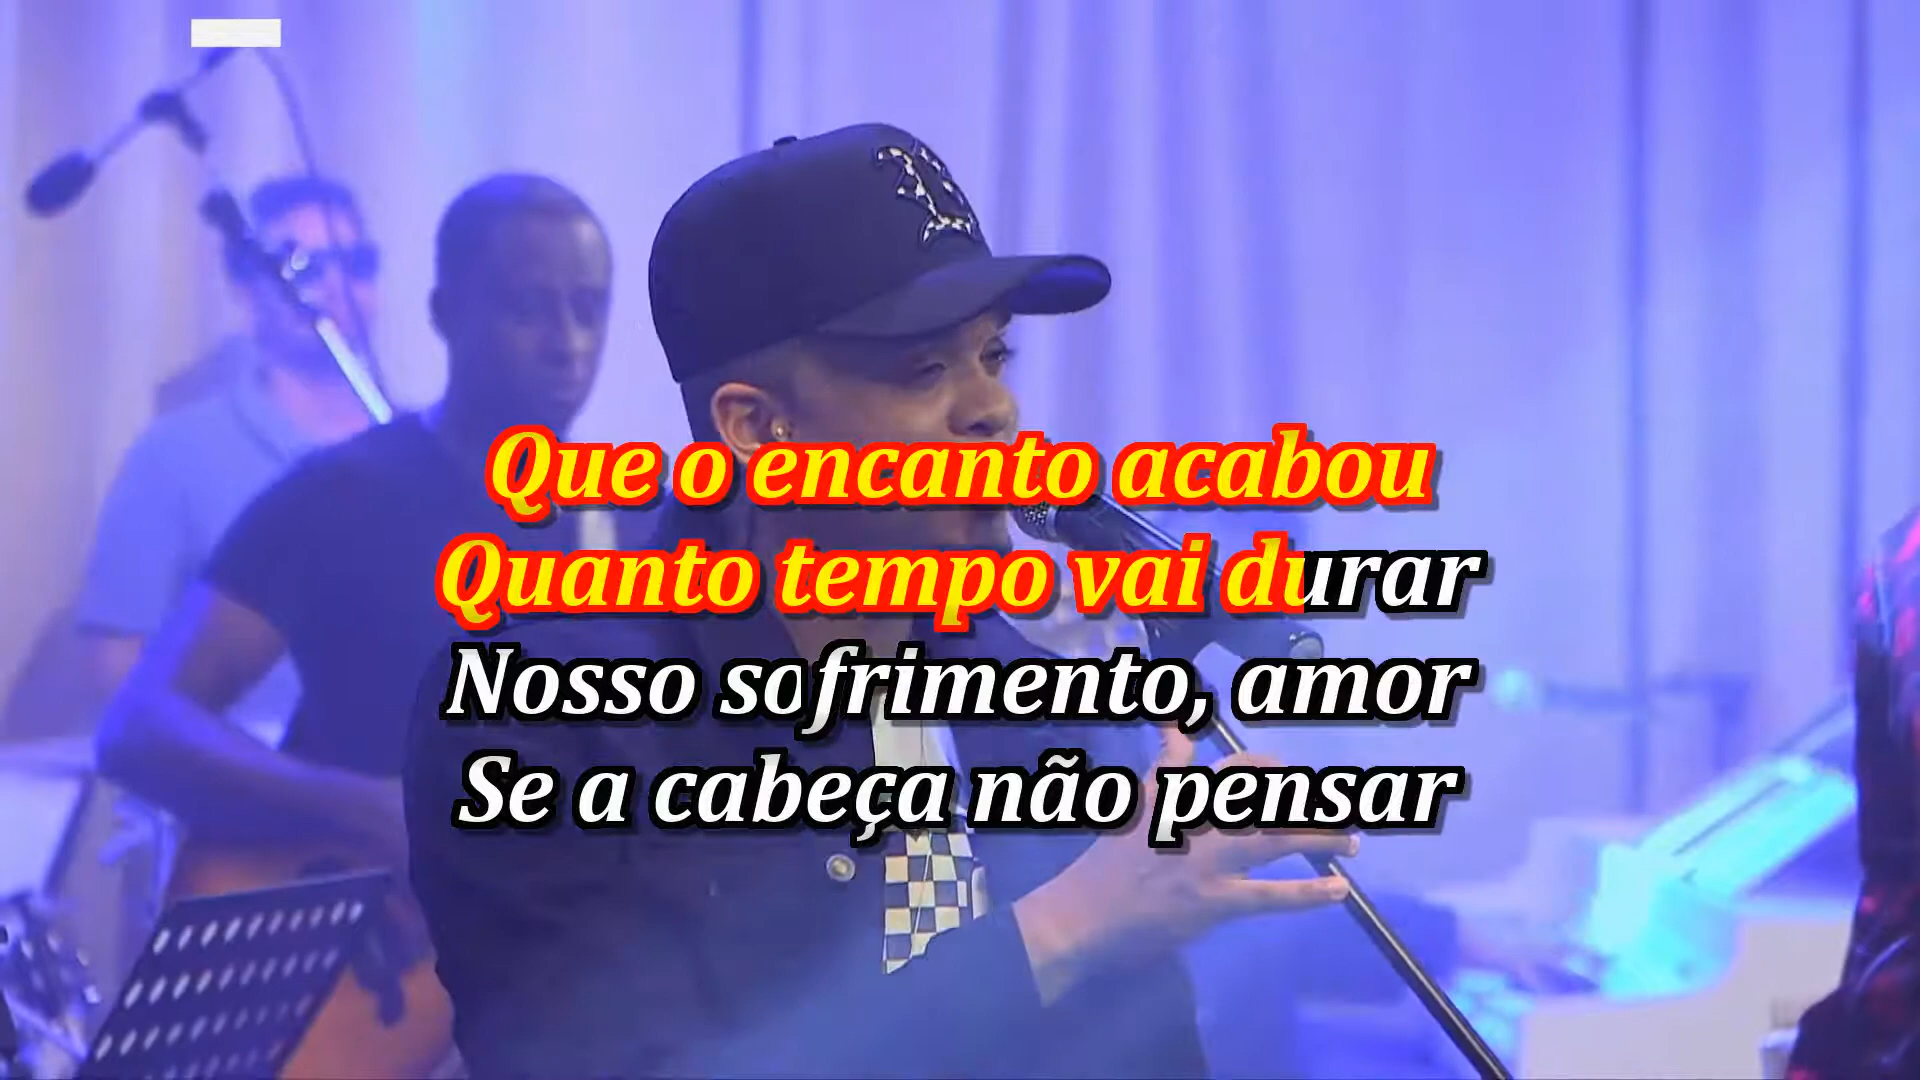 Que o encanto acabou
Quanto tempo vai durar
Nosso sofrimento, amor
Se a cabeça não pensar